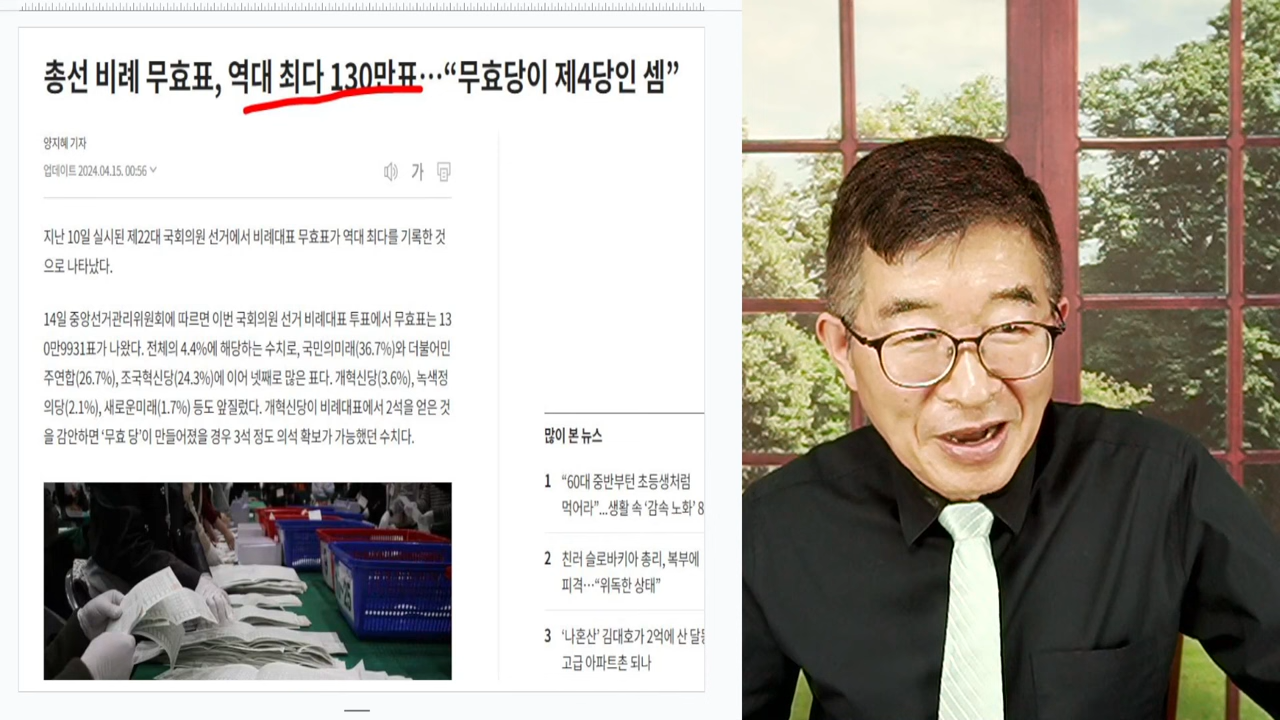 총선 비례 무효표, 역대 최다 130만표…“무효당이 제4당인 셈”
양지혜 기자
업데이트 2024.04.15. 00:56
가
지난 10일 실시된 제22대 국회의원 선거에서 비례대표 무효표가 역대 최다를 기록한 것
으로 나타났다.
14일 중앙선거관리위원회에 따르면 이번 국회의원 선거 비례대표 투표에서 무효표는 13
0만9931표가 나왔다. 전체의 4.4%에 해당하는 수치로, 국민의미래(36.7%)와 더불어민
주연합(26.7%), 조국혁신당(24.3%)에 이어 넷째로 많은 표다. 개혁신당(3.6%), 녹색정
의당(2.1%), 새로운미래(1.7%) 등도 앞질렀다. 개혁신당이 비례대표에서 2석을 얻은 것
을 감안하면 ‘무효 당’이 만들어졌을 경우 3석 정도 의석 확보가 가능했던 수치다.
많이 본 뉴스
1 “60대 중반부턴 초등생처럼
먹어라”...생활 속 ‘감속 노화’ 8
2 친러 슬로바키아 총리, 복부에
피격…“위독한 상태”
3 ‘나혼산’ 김대호가 2억에 산 달동
고급 아파트촌 되나